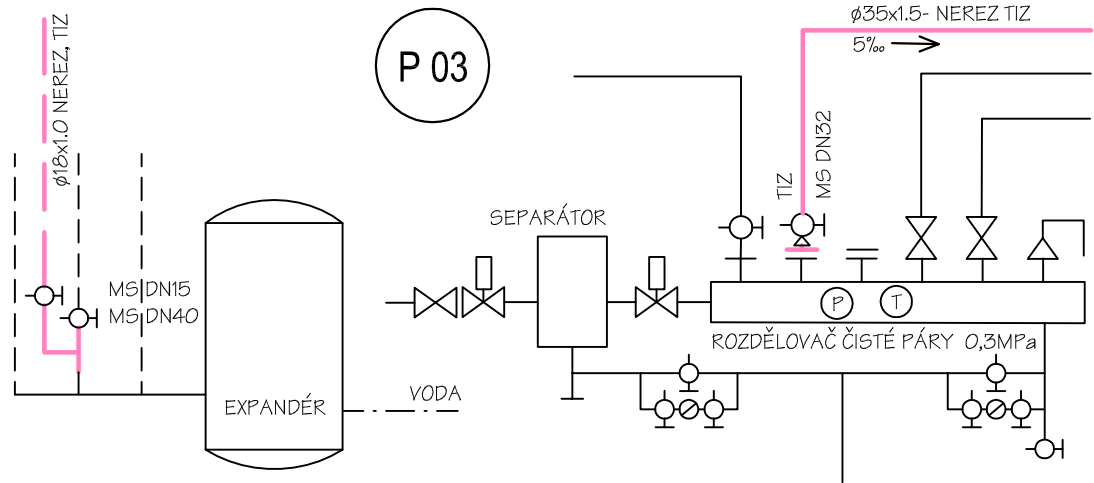 ø18x1.0 NEREZ, TIZ
P 03
ø35x1.5- NEREZ TIZ
5‰
TIZ
MS DN32
SEPARÁTOR
MS DN15
MS DN40
P
T
ROZDĚLOVAČ ČISTÉ PÁRY 0,3MPa
EXPANDÉR
VODA